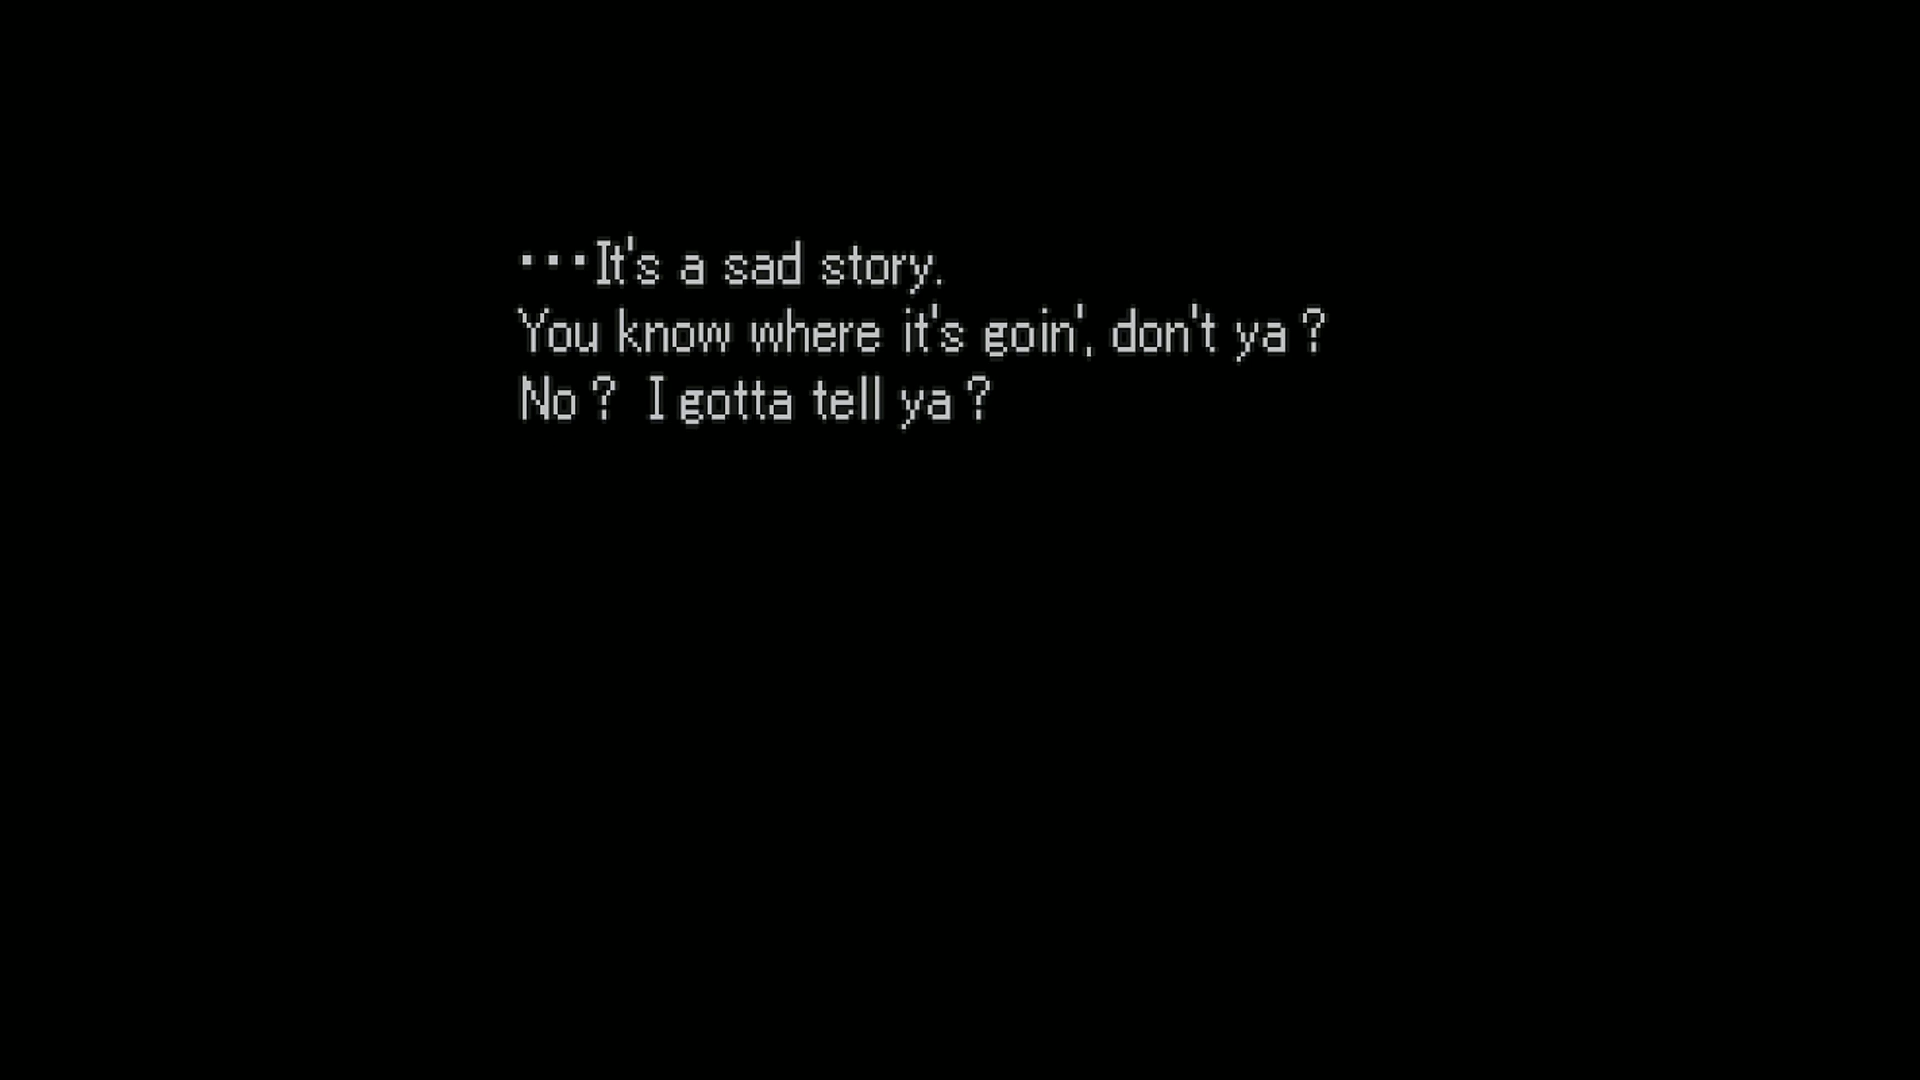 ···It's a sad story.
You know where it's goin', don't ya?
No? I gotta tell ya?